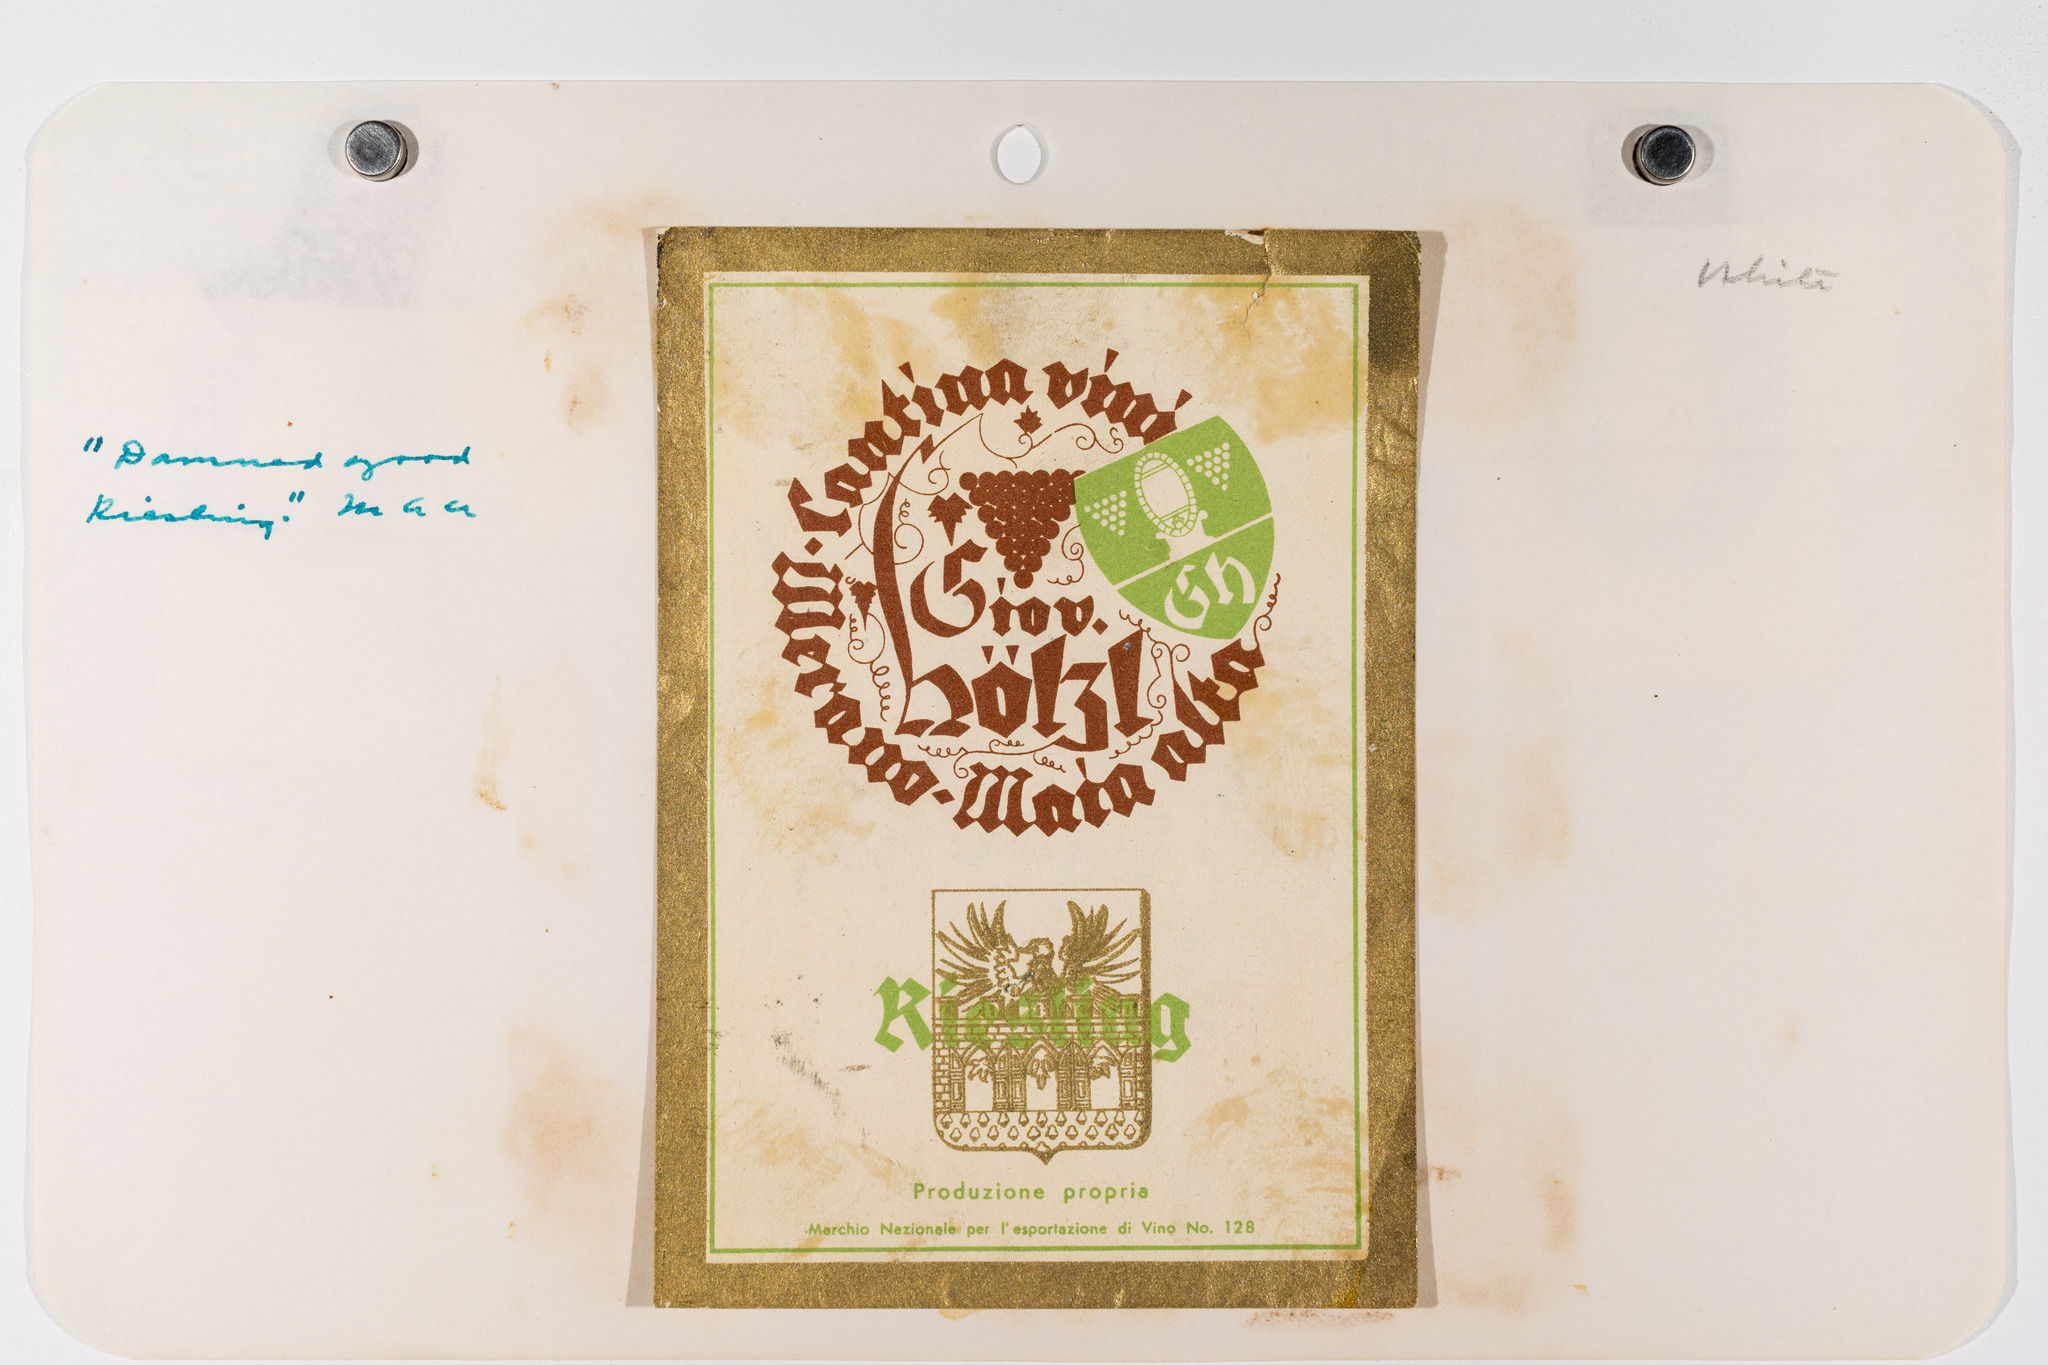 White
"Damned good
Riesling." MAA
Cantina vini
Giov.
hölzl
Gh
Merano-Maia alta
Riesling
Produzione propria
Marchio Nazionale per l'esportazione di Vino No. 128